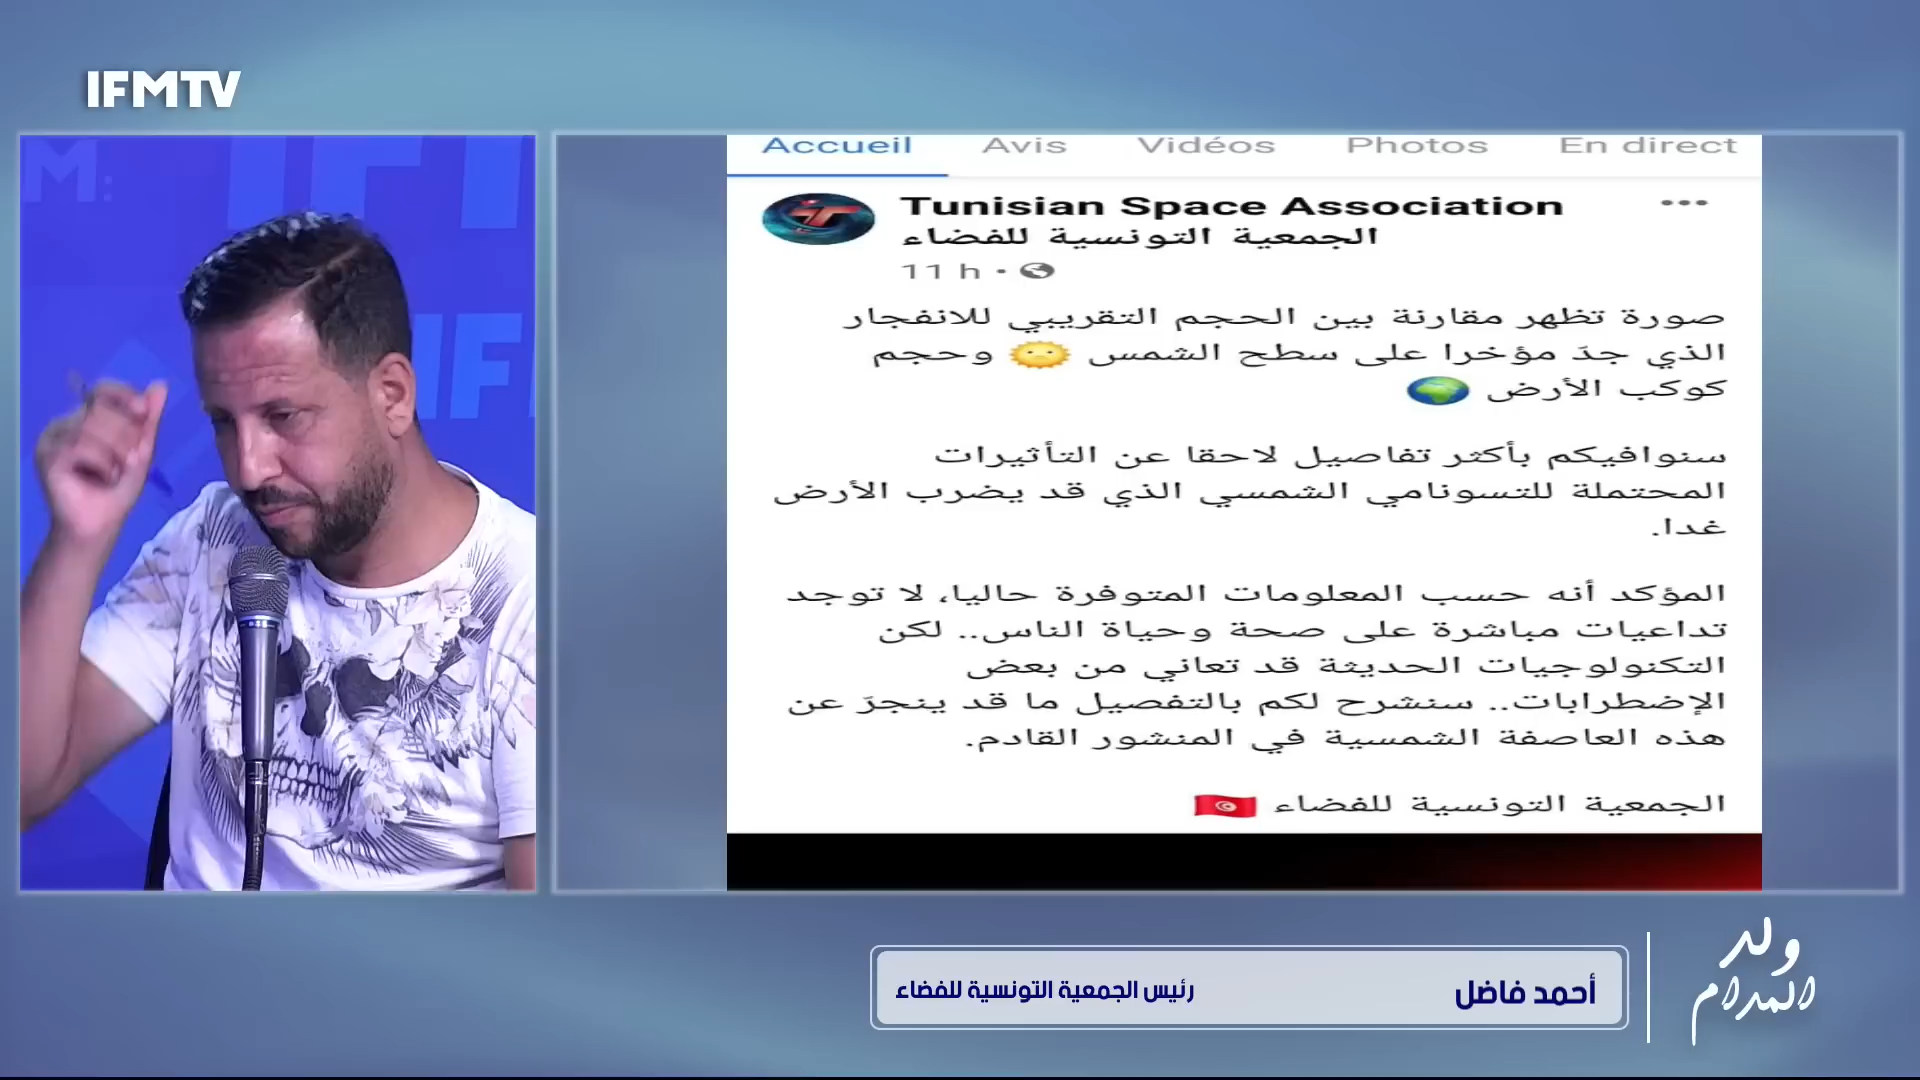 IFMTV
Accueil Avis Vidéos Photos En direct
Tunisian Space Association
الجمعية التونسية للفضاء
11 h
صورة تظهر مقارنة بين الحجم التقريبي للانفجار
الذي جدَ مؤخرا على سطح الشمس 🌞 وحجم
كوكب الأرض 🌍
سنوافيكم بأكثر تفاصيل لاحقا عن التأثيرات
المحتملة للتسونامي الشمسي الذي قد يضرب الأرض
غدا.
المؤكد أنه حسب المعلومات المتوفرة حاليا، لا توجد
تداعيات مباشرة على صحة وحياة الناس.. لكن
التكنولوجيات الحديثة قد تعاني من بعض
الإضطرابات.. سنشرح لكم بالتفصيل ما قد ينجرَ عن
هذه العاصفة الشمسية في المنشور القادم.
الجمعية التونسية للفضاء 🇹🇳
أحمد فاضل
رئيس الجمعية التونسية للفضاء
ولد
المدام